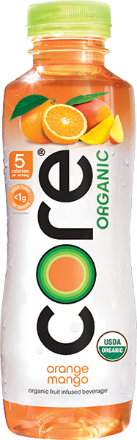 5
calories
per serving
<1g
core®
ORGANIC
orange
mango
USDA
ORGANIC
organic fruit infused beverage